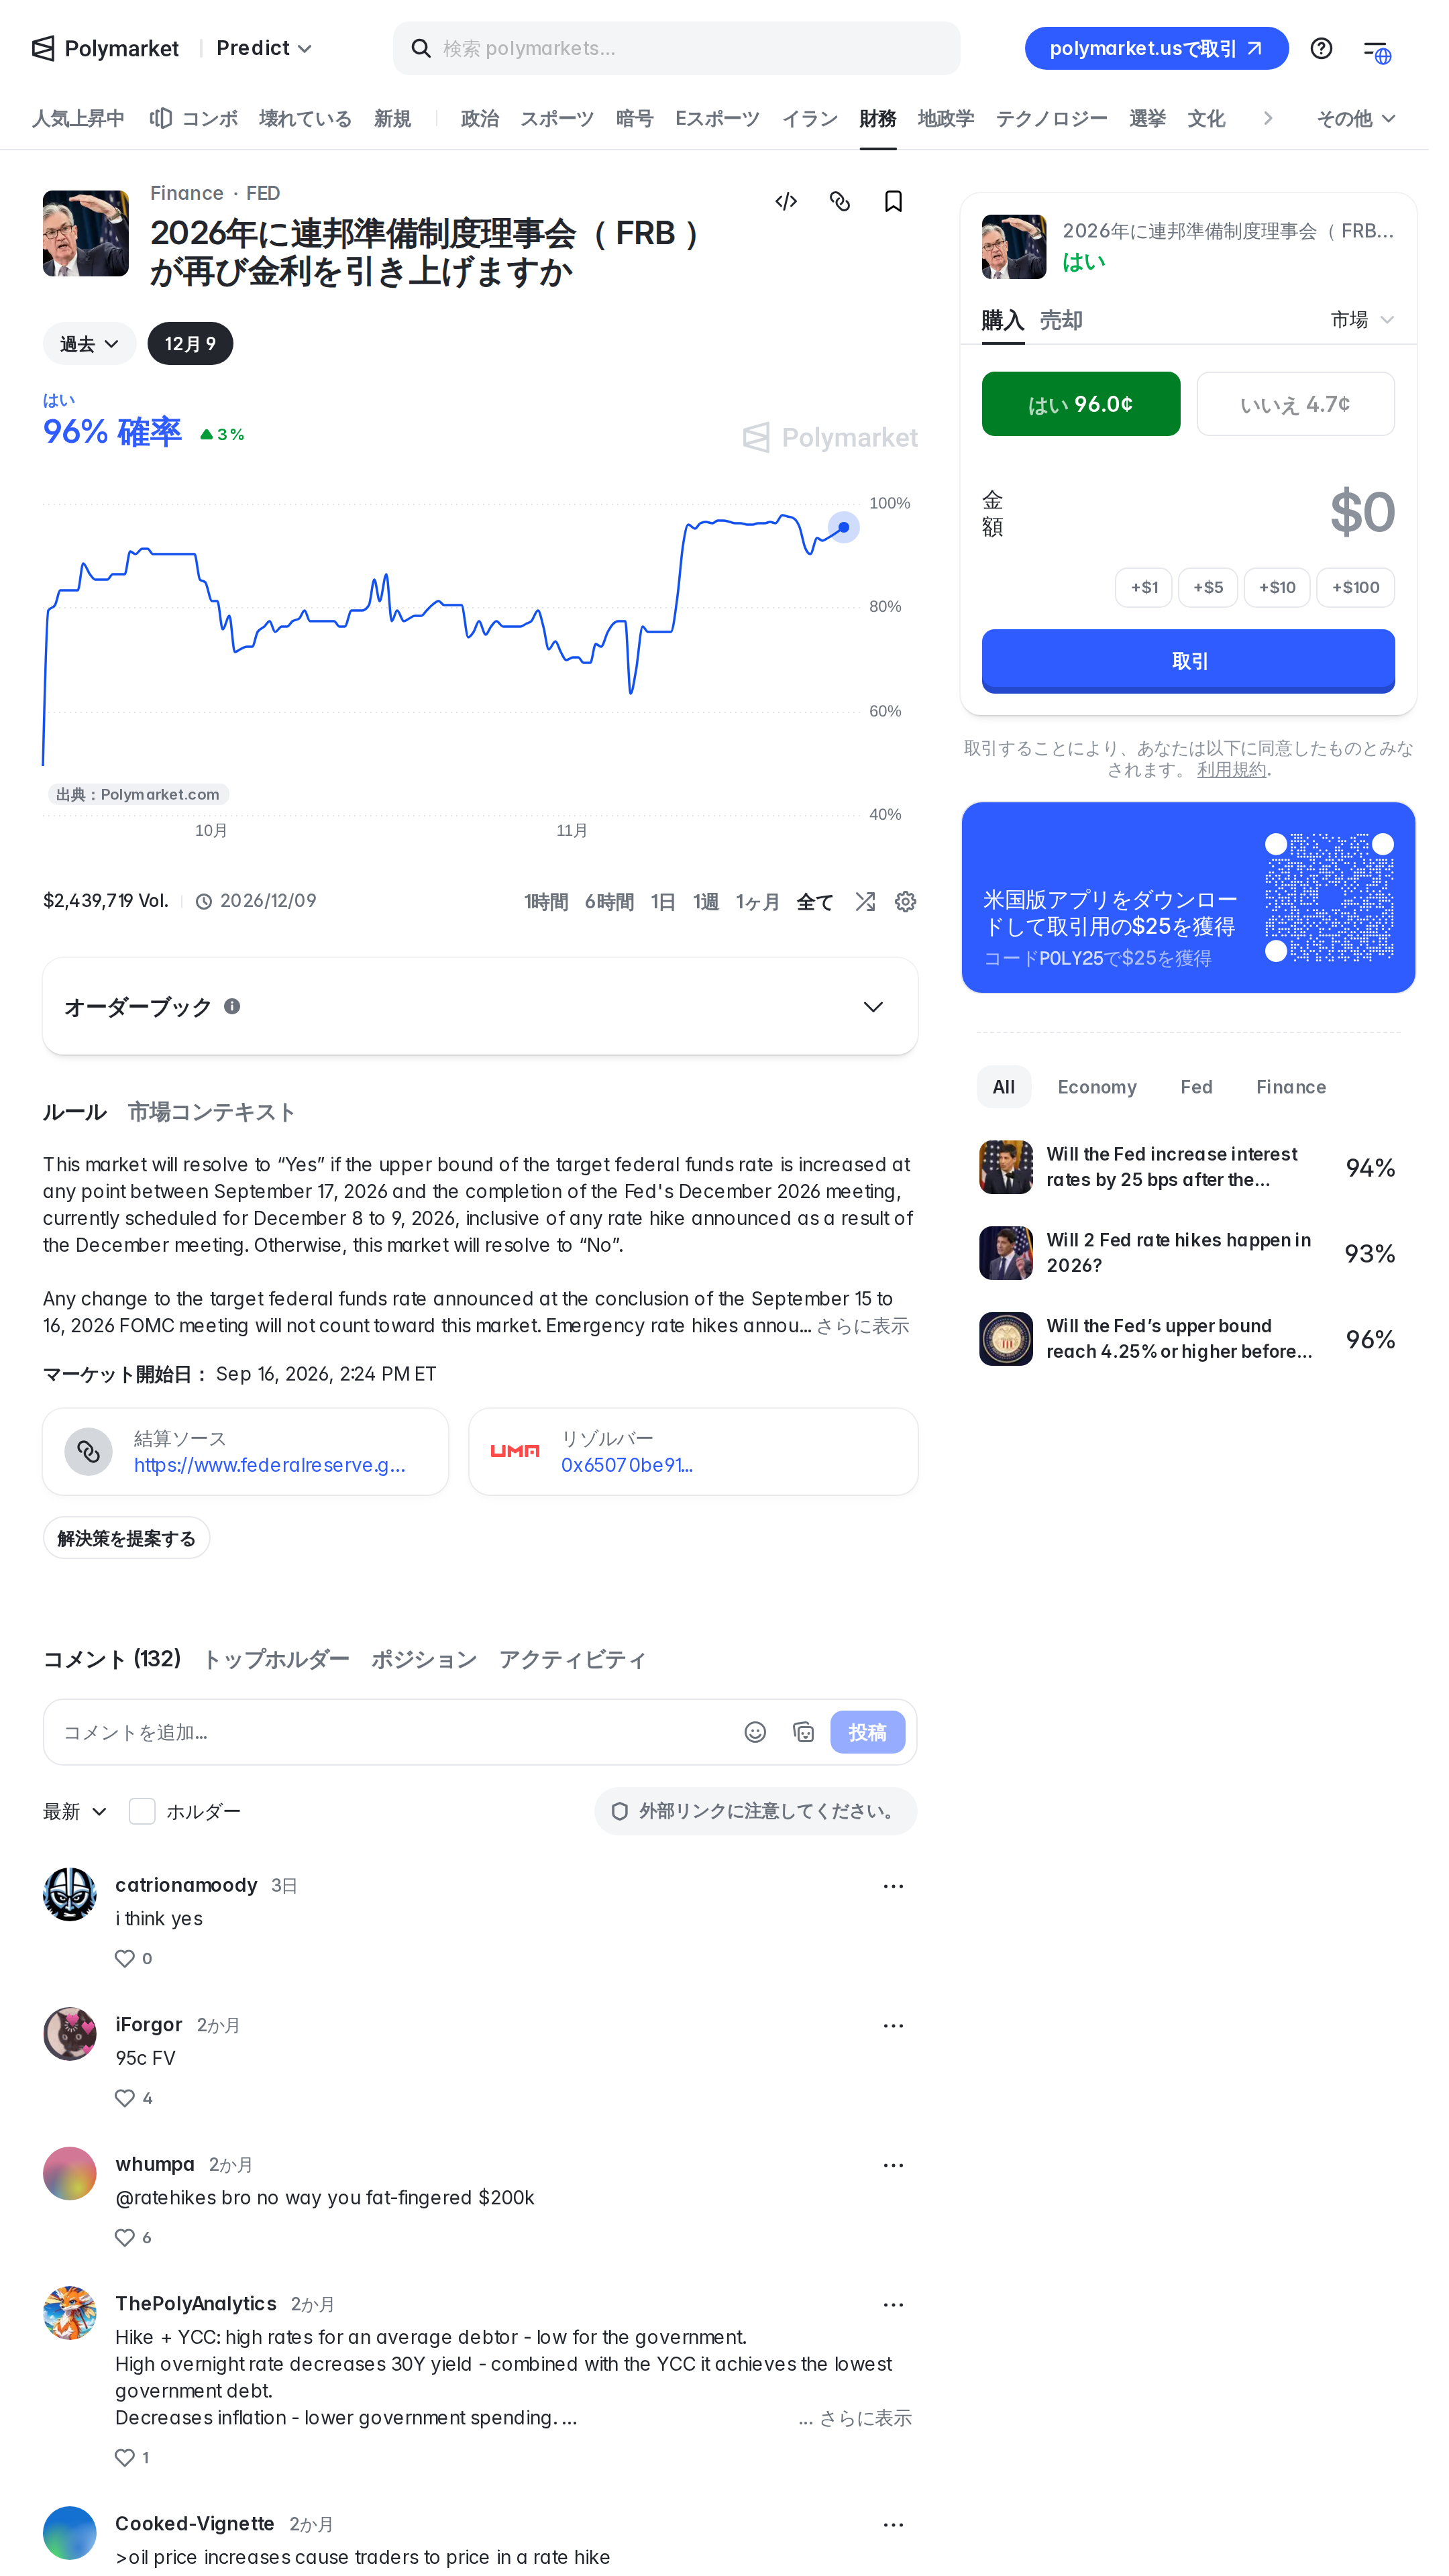 Polymarket
Predict
検索 polymarkets...
polymarket.usで取引
人気上昇中 コンボ 壊れている 新規 政治 スポーツ 暗号 Eスポーツ イラン 財務 地政学 テクノロジー 選挙 文化 その他
Finance · FED
2026年に連邦準備制度理事会（ FRB ）
が再び金利を引き上げますか
過去
12月 9
はい
96% 確率 3%
Polymarket
100%
80%
60%
40%
出典：Polymarket.com
10月 11月
$2,439,719 Vol. 2026/12/09
1時間 6時間 1日 1週 1ヶ月 全て
オーダーブック
ルール 市場コンテキスト
This market will resolve to “Yes” if the upper bound of the target federal funds rate is increased at
any point between September 17, 2026 and the completion of the Fed's December 2026 meeting,
currently scheduled for December 8 to 9, 2026, inclusive of any rate hike announced as a result of
the December meeting. Otherwise, this market will resolve to “No”.
Any change to the target federal funds rate announced at the conclusion of the September 15 to
16, 2026 FOMC meeting will not count toward this market. Emergency rate hikes annou... さらに表示
マーケット開始日： Sep 16, 2026, 2:24 PM ET
結算ソース
https://www.federalreserve.g...
UMA
リゾルバー
0x65070be91...
解決策を提案する
コメント (132) トップホルダー ポジション アクティビティ
コメントを追加...
投稿
最新 ホルダー
外部リンクに注意してください。
catrionamoody 3日
i think yes
0
iForgor 2か月
95c FV
4
whumpa 2か月
@ratehikes bro no way you fat-fingered $200k
6
ThePolyAnalytics 2か月
Hike + YCC: high rates for an average debtor - low for the government.
High overnight rate decreases 30Y yield - combined with the YCC it achieves the lowest
government debt.
Decreases inflation - lower government spending. ... ... さらに表示
1
Cooked-Vignette 2か月
>oil price increases cause traders to price in a rate hike
2026年に連邦準備制度理事会（ FRB...
はい
購入 売却 市場
はい 96.0¢
いいえ 4.7¢
金
額
$0
+$1 +$5 +$10 +$100
取引
取引することにより、あなたは以下に同意したものとみな
されます。 利用規約.
米国版アプリをダウンロー
ドして取引用の$25を獲得
コードPOLY25で$25を獲得
All Economy Fed Finance
Will the Fed increase interest
rates by 25 bps after the...
94%
Will 2 Fed rate hikes happen in
2026?
93%
Will the Fed’s upper bound
reach 4.25% or higher before...
96%